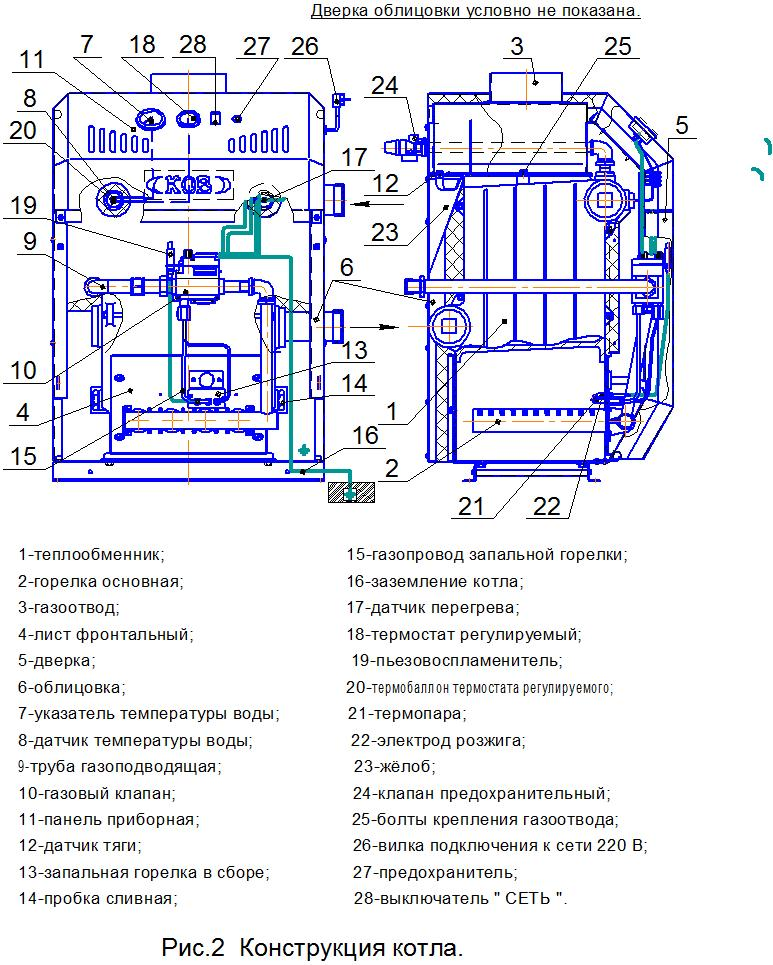 Дверка облицовки условно не показана.
7 18 28 27 26 3 25
11
8
20
19
9
10
4
15
24
5
17
12
23
6
13
14
16
1
2
21 22
КОВ
1-теплообменник;
2-горелка основная;
3-газоотвод;
4-лист фронтальный;
5-дверка;
6-облицовка;
7-указатель температуры воды;
8-датчик температуры воды;
9-труба газоподводящая;
10-газовый клапан;
11-панель приборная;
12-датчик тяги;
13-запальная горелка в сборе;
14-пробка сливная;
15-газопровод запальной горелки;
16-заземление котла;
17-датчик перегрева;
18-термостат регулируемый;
19-пьезовоспламенитель;
20-термобаллон термостата регулируемого;
21-термопара;
22-электрод розжига;
23-жёлоб;
24-клапан предохранительный;
25-болты крепления газоотвода;
26-вилка подключения к сети 220 В;
27-предохранитель;
28-выключатель " СЕТЬ ".
Рис.2 Конструкция котла.